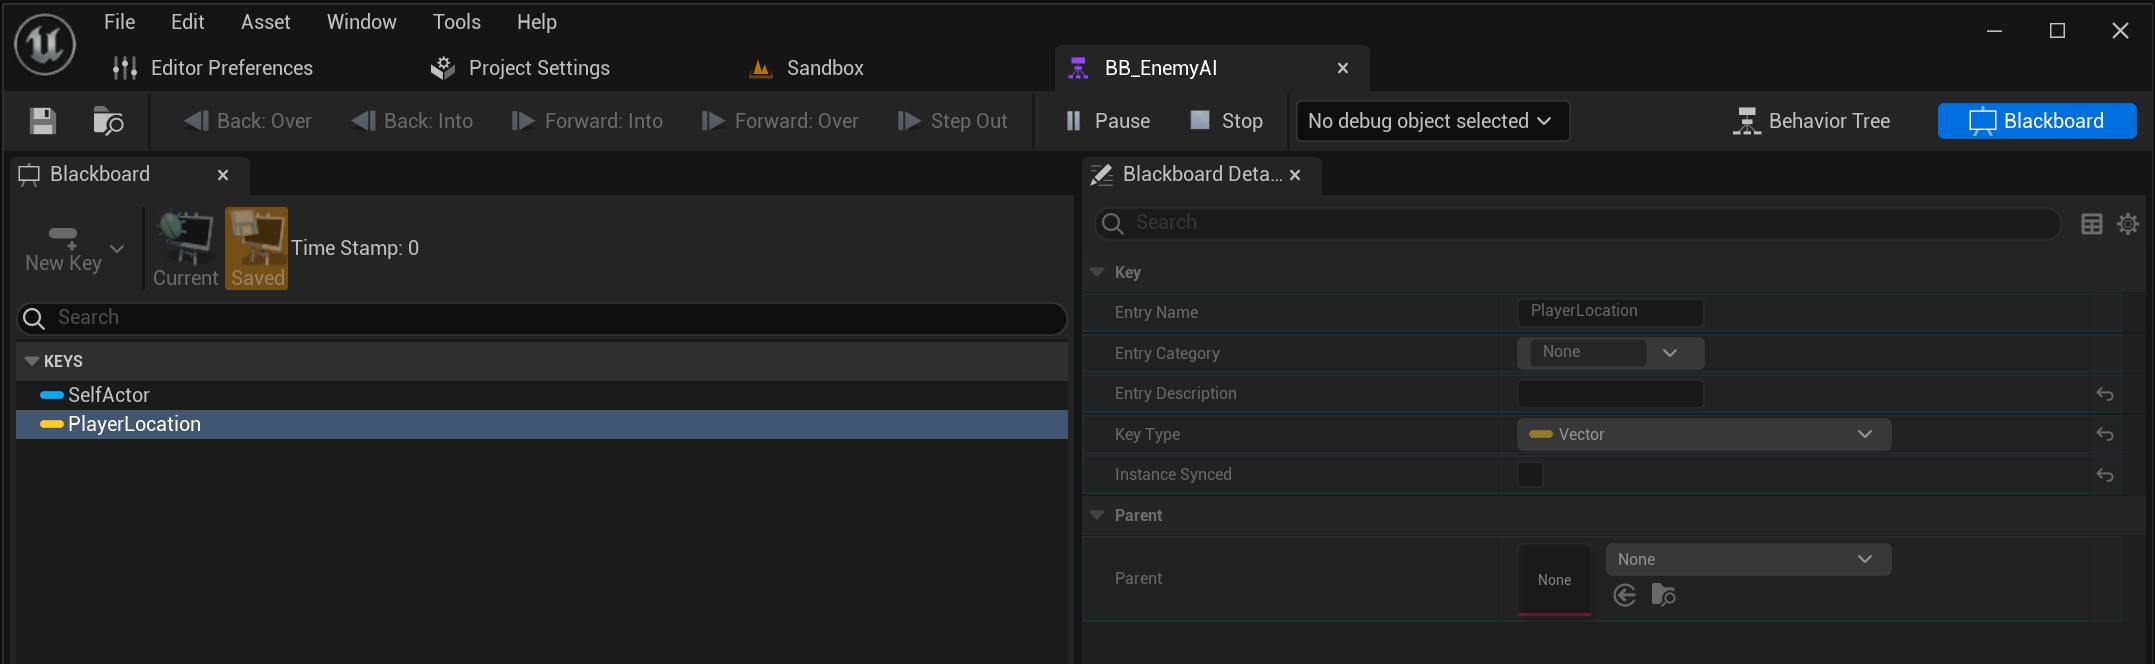 File Edit Asset Window Tools Help
Editor Preferences Project Settings Sandbox BB_EnemyAI
Back: Over Back: Into Forward: Into Forward: Over Step Out Pause Stop No debug object selected Behavior Tree Blackboard
Blackboard
New Key Current Saved Time Stamp: 0
Search
KEYS
SelfActor
PlayerLocation
Blackboard Deta...
Search
Key
Entry Name PlayerLocation
Entry Category None
Entry Description
Key Type Vector
Instance Synced
Parent
Parent None None